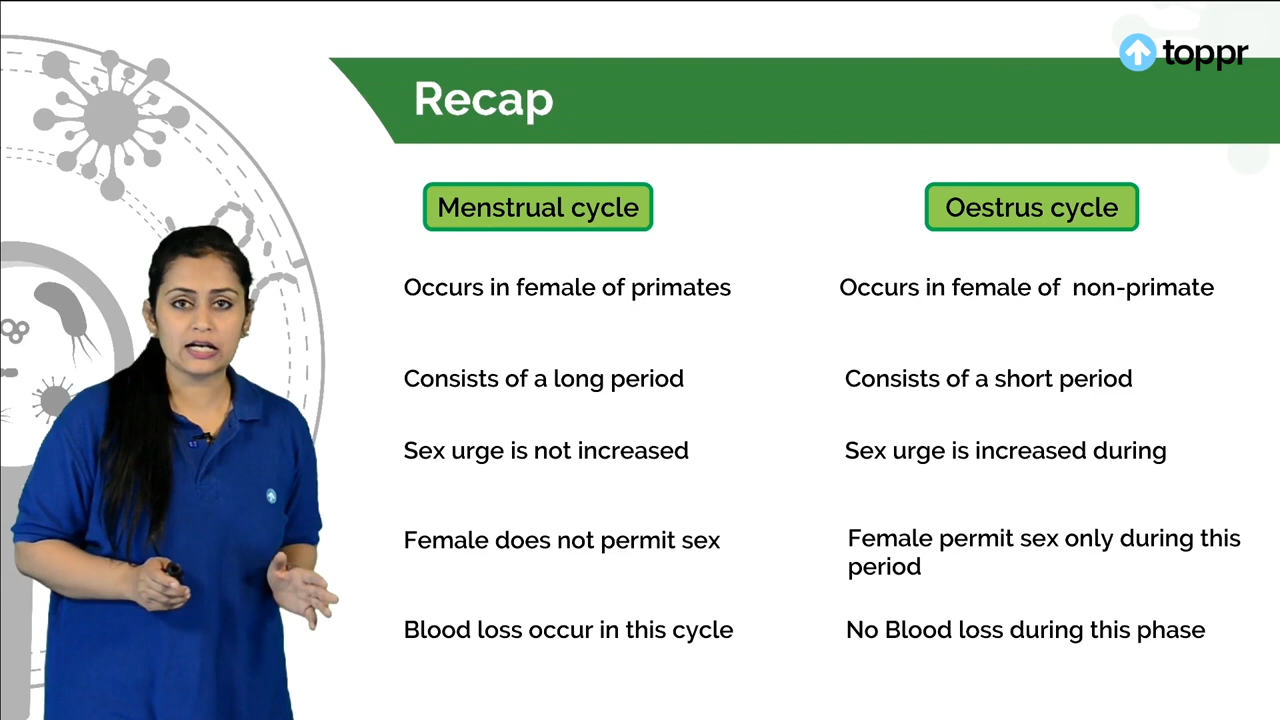 toppr
Recap
Menstrual cycle
Oestrus cycle
Occurs in female of primates
Occurs in female of non-primate
Consists of a long period
Consists of a short period
Sex urge is not increased
Sex urge is increased during
Female does not permit sex
Female permit sex only during this
period
Blood loss occur in this cycle
No Blood loss during this phase